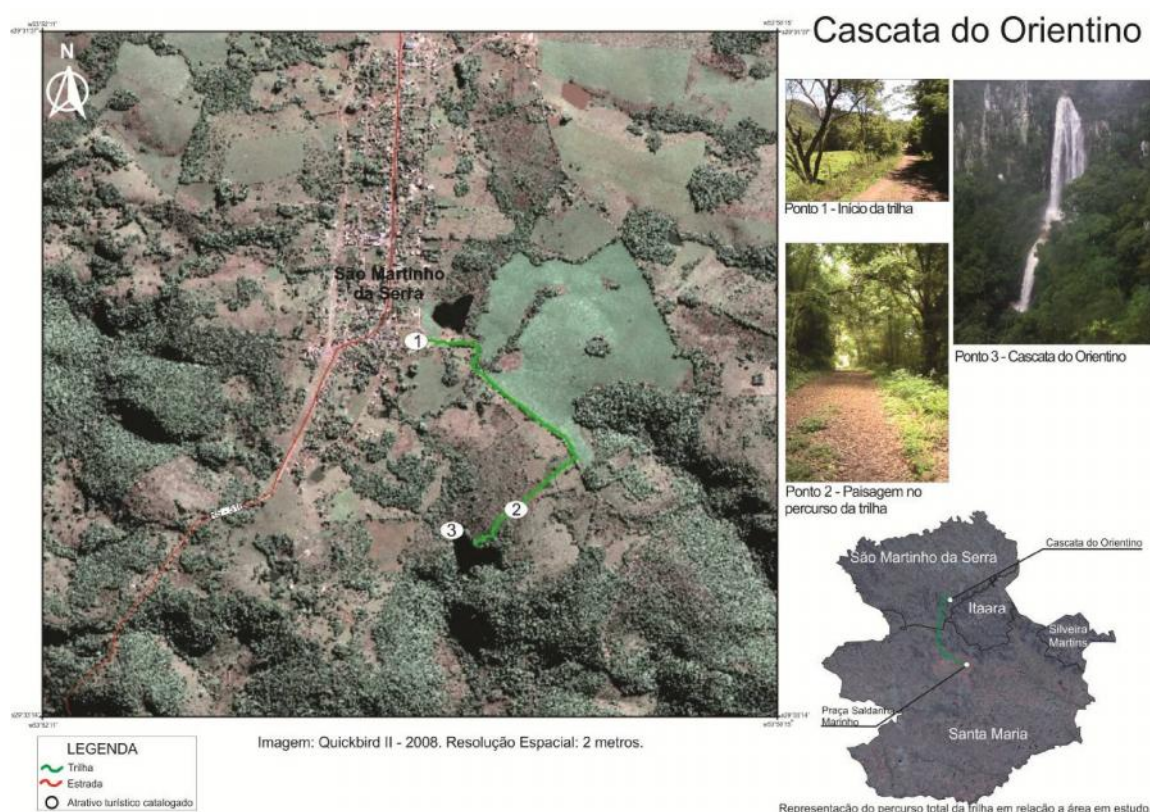 Cascata do Orientino
N
São Martinho
da Serra
1
2
3
Ponto 1 - Início da trilha
Ponto 2 - Paisagem no
percurso da trilha
Ponto 3 - Cascata do Orientino
Imagem: Quickbird II - 2008. Resolução Espacial: 2 metros.
LEGENDA
Trilha
Estrada
Atrativo turístico catalogado
São Martinho da Serra
Cascata do Orientino
Itaara
Silveira
Martins
Praça Saldanha
Marinho
Santa Maria
Representação do percurso total da trilha em relação a área em estudo.